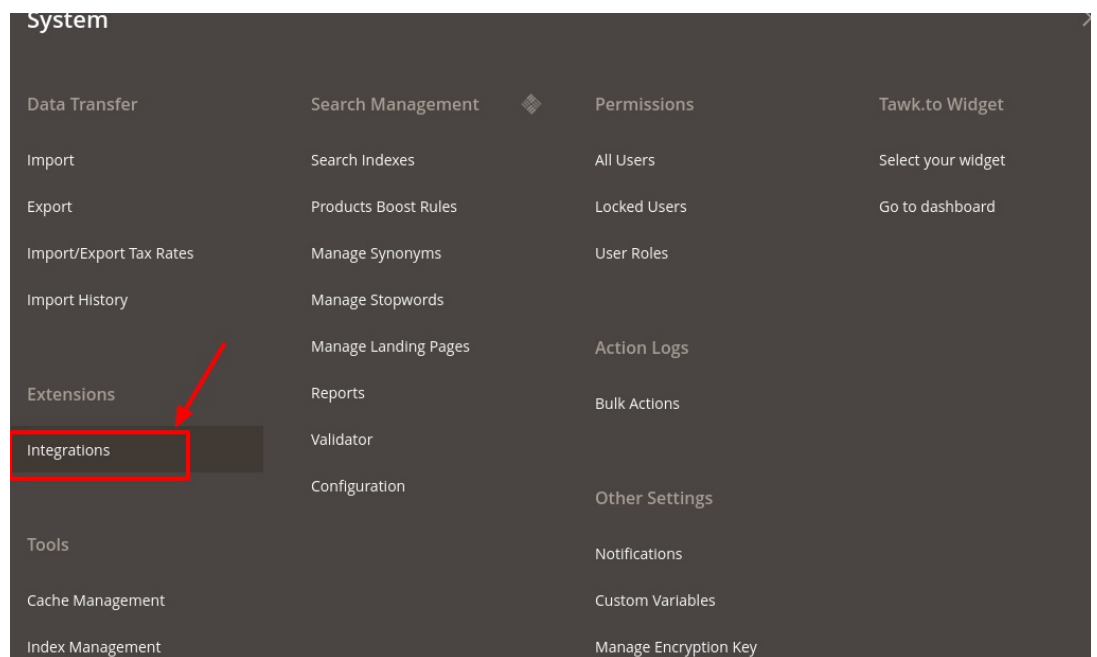 System
Data Transfer
Import
Export
Import/Export Tax Rates
Import History
Extensions
Integrations
Tools
Cache Management
Index Management
Search Management
Search Indexes
Products Boost Rules
Manage Synonyms
Manage Stopwords
Manage Landing Pages
Reports
Validator
Configuration
Permissions
All Users
Locked Users
User Roles
Action Logs
Bulk Actions
Other Settings
Notifications
Custom Variables
Manage Encryption Key
Tawk.to Widget
Select your widget
Go to dashboard